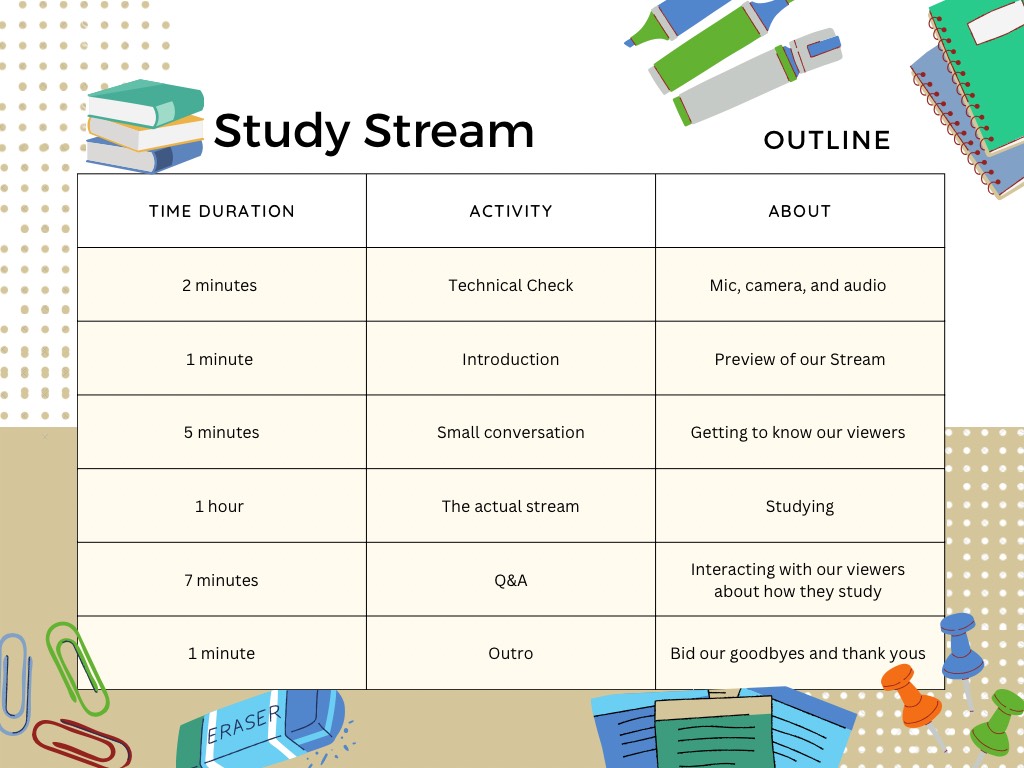 Study Stream
OUTLINE
TIME DURATION
ACTIVITY
ABOUT
2 minutes
Technical Check
Mic, camera, and audio
1 minute
Introduction
Preview of our Stream
5 minutes
Small conversation
Getting to know our viewers
1 hour
The actual stream
Studying
7 minutes
Q&A
Interacting with our viewers
about how they study
1 minute
Outro
Bid our goodbyes and thank yous
ERASER